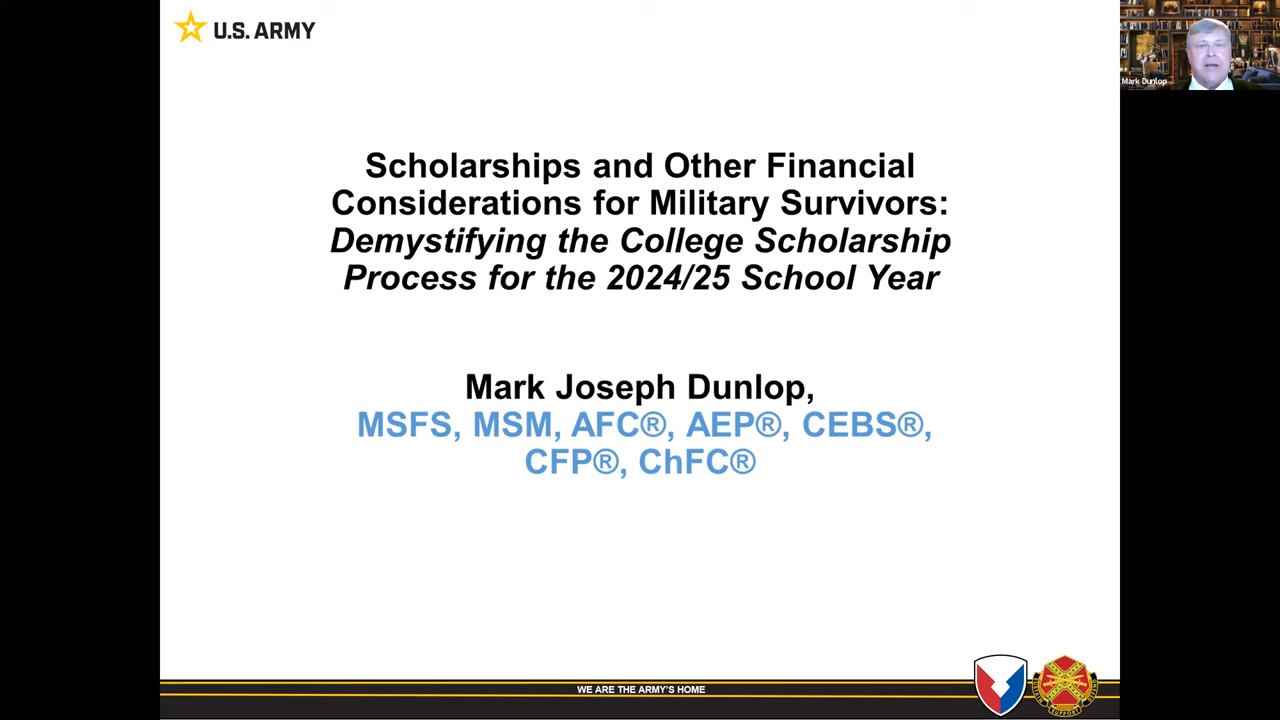 U.S. ARMY
Mark Dunlop
Scholarships and Other Financial
Considerations for Military Survivors:
Demystifying the College Scholarship
Process for the 2024/25 School Year
Mark Joseph Dunlop,
MSFS, MSM, AFC®, AEP®, CEBS®,
CFP®, ChFC®
WE ARE THE ARMY'S HOME